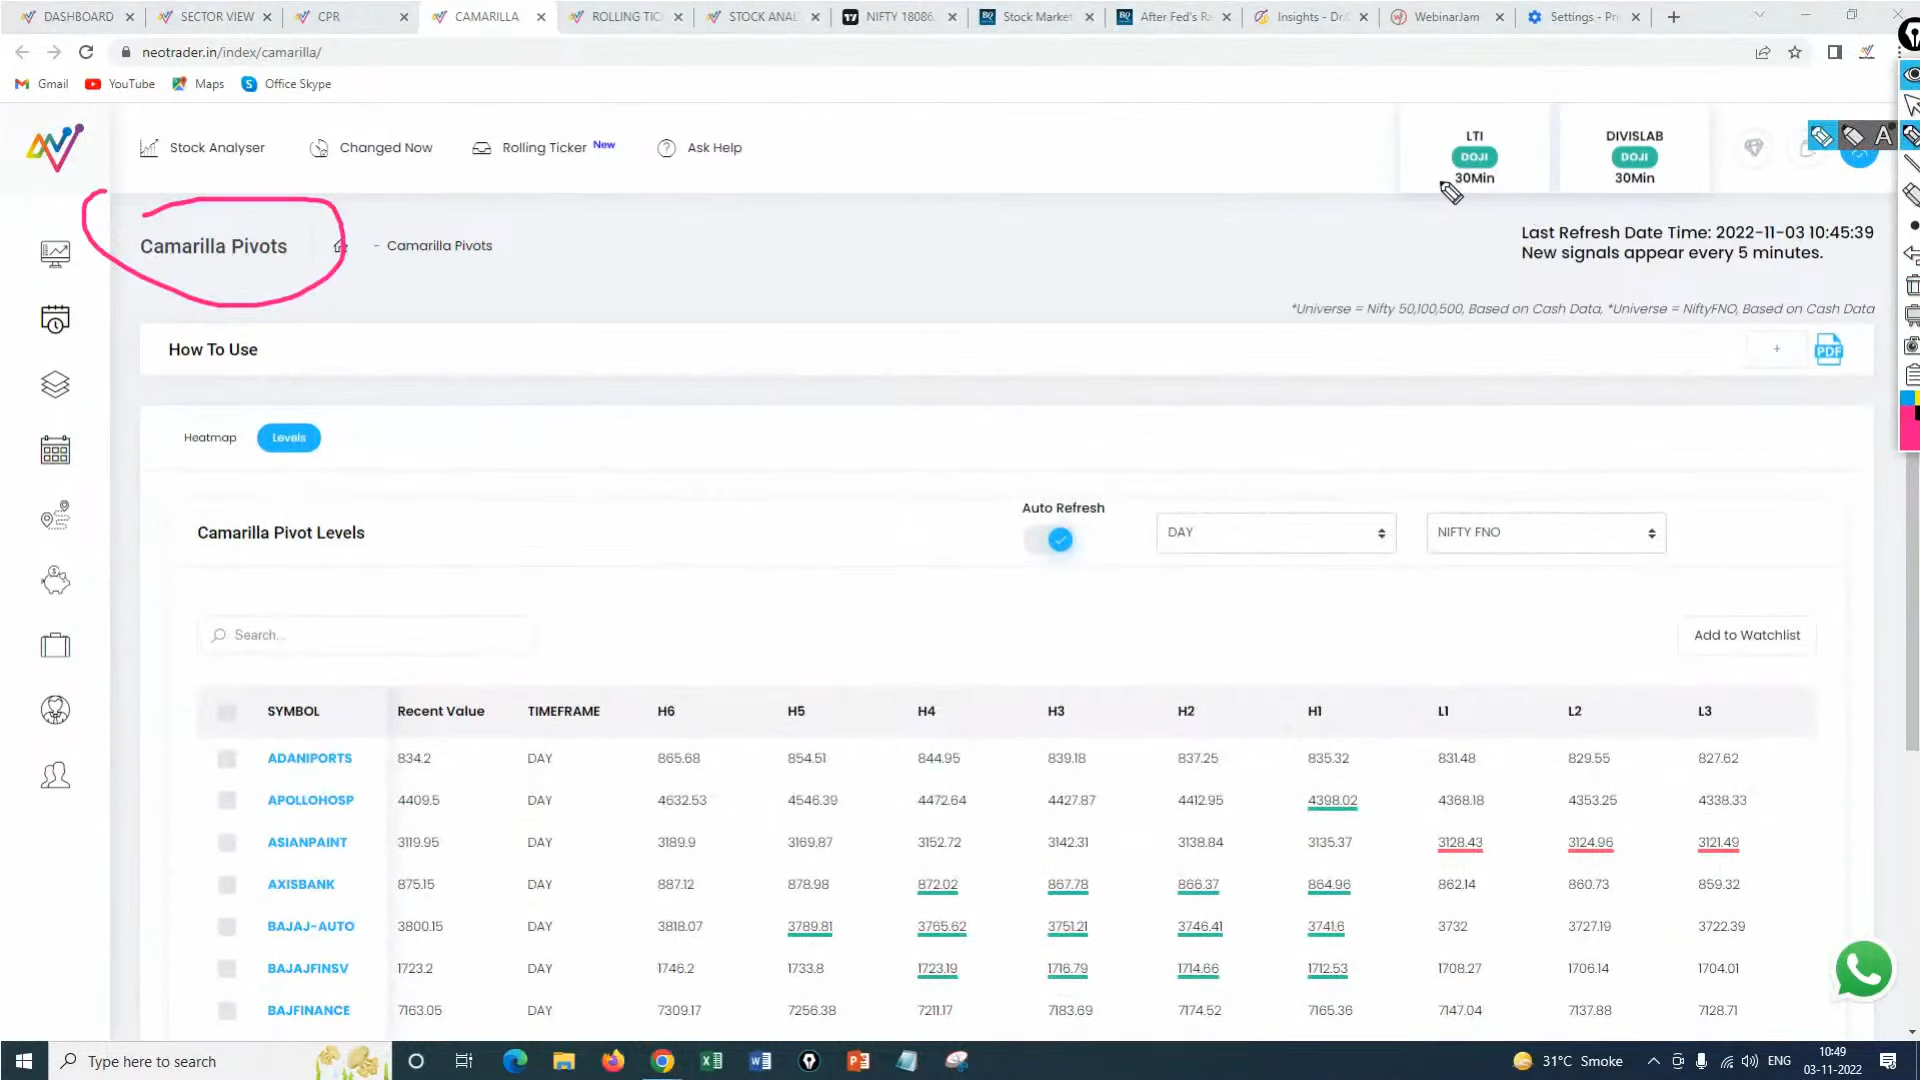 DASHBOARD
SECTOR VIEW
CPR
CAMARILLA
ROLLING TIC
STOCK ANAL
NIFTY 18086.
Stock Market
After Fed's Ra
Insights - Dr.
WebinarJam
Settings - Pri
neotrader.in/index/camarilla/
Gmail
YouTube
Maps
Office Skype
Stock Analyser
Changed Now
Rolling Ticker New
Ask Help
LTI
DOJI
30Min
DIVISLAB
DOJI
30Min
A
Camarilla Pivots
- Camarilla Pivots
Last Refresh Date Time: 2022-11-03 10:45:39
New signals appear every 5 minutes.
*Universe = Nifty 50,100,500, Based on Cash Data, *Universe = NiftyFNO, Based on Cash Data
How To Use
+
PDF
Heatmap
Levels
Camarilla Pivot Levels
Auto Refresh
DAY
NIFTY FNO
Search...
Add to Watchlist
SYMBOL Recent Value TIMEFRAME H6 H5 H4 H3 H2 H1 L1 L2 L3
ADANIPORTS 834.2 DAY 865.68 854.51 844.95 839.18 837.25 835.32 831.48 829.55 827.62
APOLLOHOSP 4409.5 DAY 4632.53 4546.39 4472.64 4427.87 4412.95 4398.02 4368.18 4353.25 4338.33
ASIANPAINT 3119.95 DAY 3189.9 3169.87 3152.72 3142.31 3138.84 3135.37 3128.43 3124.96 3121.49
AXISBANK 875.15 DAY 887.12 878.98 872.02 867.78 866.37 864.96 862.14 860.73 859.32
BAJAJ-AUTO 3800.15 DAY 3818.07 3789.81 3765.62 3751.21 3746.41 3741.6 3732 3727.19 3722.39
BAJAJFINSV 1723.2 DAY 1746.2 1733.8 1723.19 1716.79 1714.66 1712.53 1708.27 1706.14 1704.01
BAJFINANCE 7163.05 DAY 7309.17 7256.38 7211.17 7183.69 7174.52 7165.36 7147.04 7137.88 7128.71
Type here to search
31°C Smoke
ENG
10:49
03-11-2022